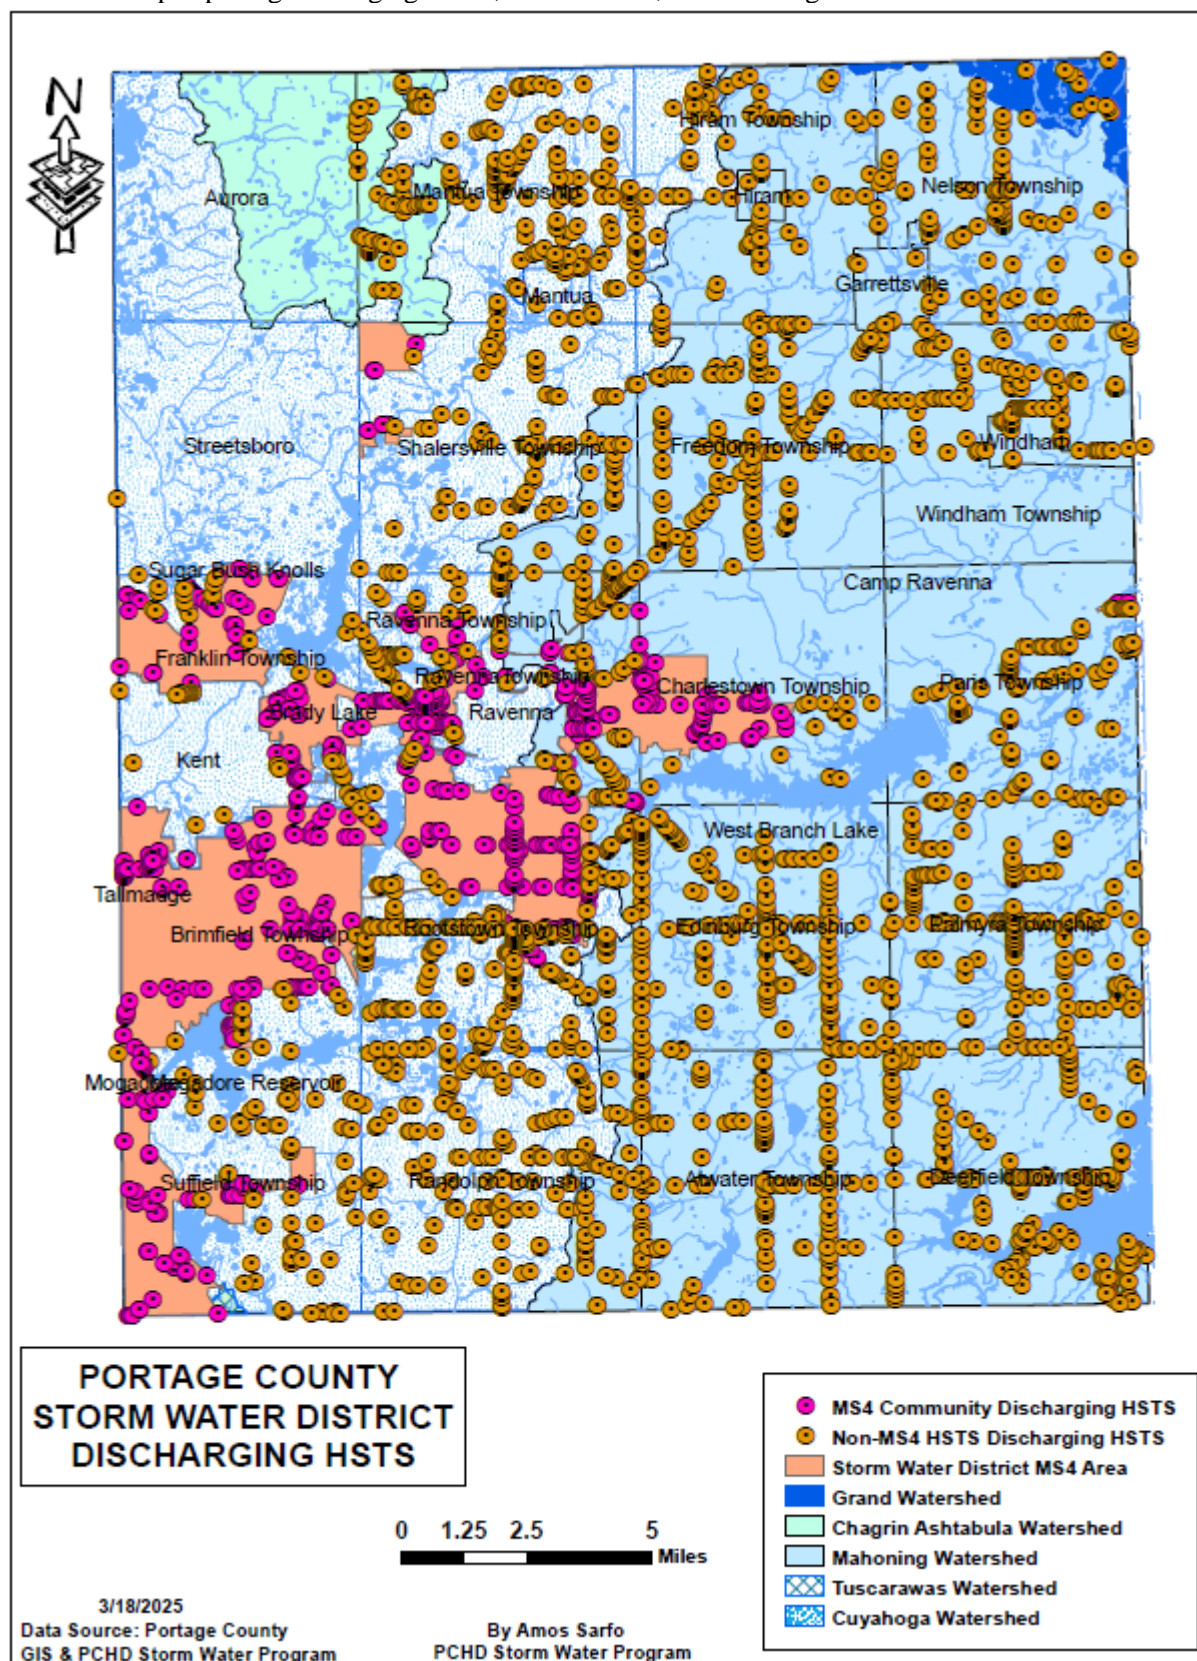 N
Hiram Township
Aurora
Mantua Township
Hiram
Nelson Township
Garrettsville
Mantua
Streetsboro
Shalersville Township
Freedom Township
Windham
Windham Township
Sugar Bush Knolls
Camp Ravenna
Ravenna Township
Franklin Township
Ravenna Township
Charlestown Township
Paris Township
Brady Lake
Ravenna
Kent
West Branch Lake
Tallmadge
Brimfield Township
Rootstown Township
Edinburg Township
Palmyra Township
Mogadore
Mogadore Reservoir
Suffield Township
Randolph Township
Atwater Township
Deerfield Township
PORTAGE COUNTY
STORM WATER DISTRICT
DISCHARGING HSTS
MS4 Community Discharging HSTS
Non-MS4 HSTS Discharging HSTS
Storm Water District MS4 Area
Grand Watershed
Chagrin Ashtabula Watershed
Mahoning Watershed
Tuscarawas Watershed
Cuyahoga Watershed
0 1.25 2.5 5
Miles
3/18/2025
Data Source: Portage County
GIS & PCHD Storm Water Program
By Amos Sarfo
PCHD Storm Water Program